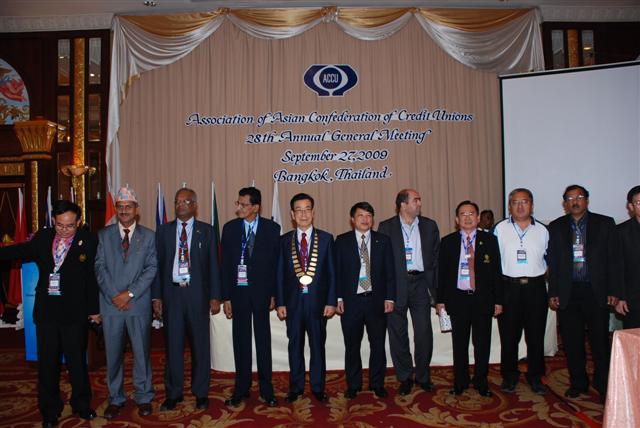 ACCU
Association of Asian Confederation of Credit Unions
28th Annual General Meeting
September 27, 2009
Bangkok, Thailand.